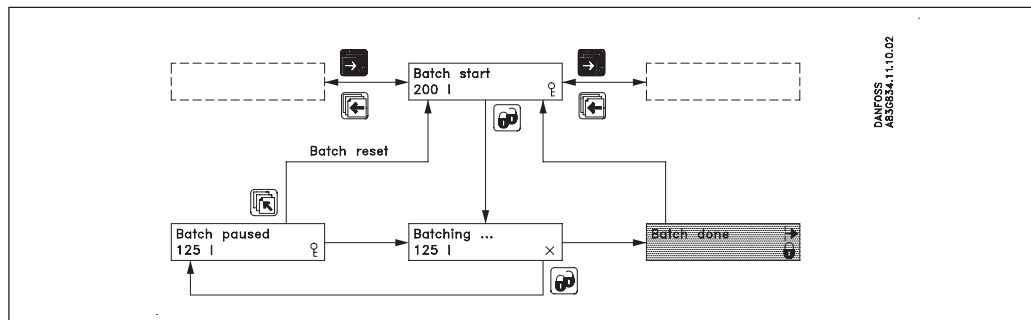 Batch start
200 l
DANFOSS
A83G834.11.10.02
Batch reset
Batch paused
125 l
Batching ...
125 l
Batch done